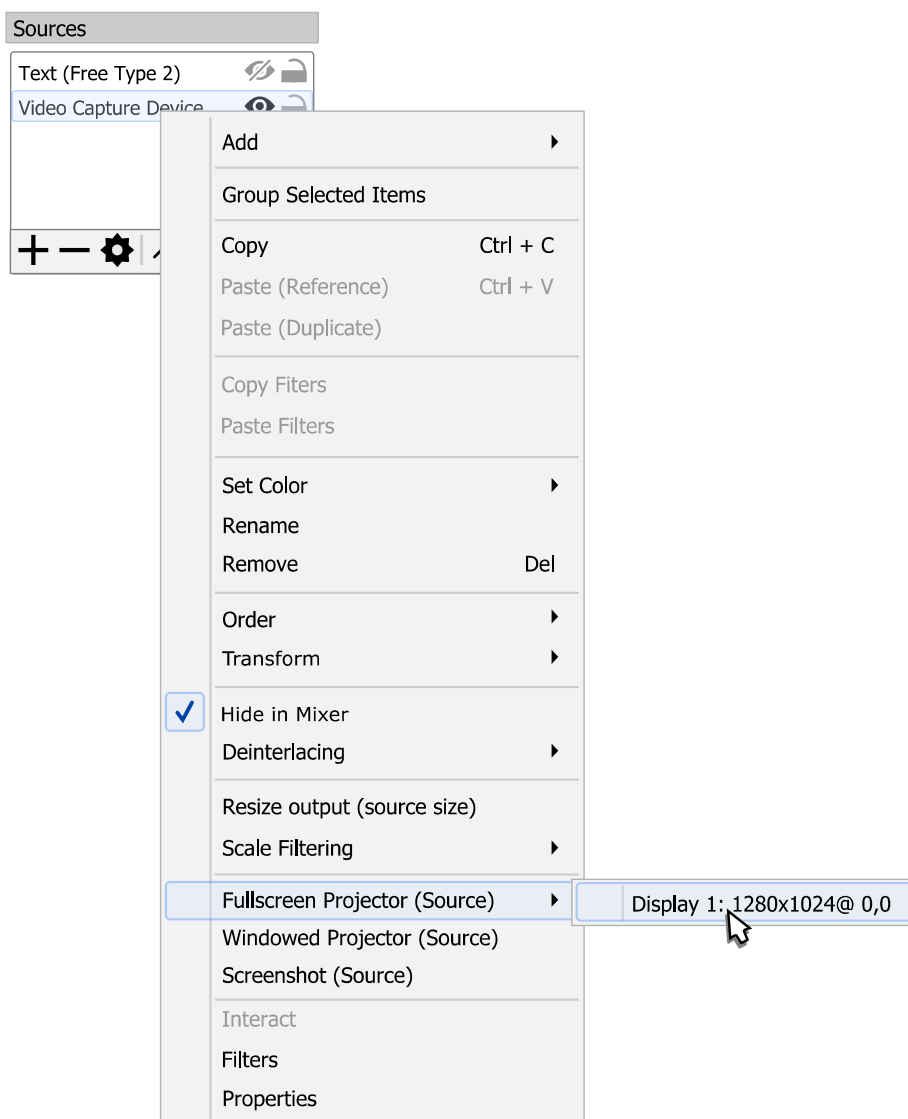 Sources
Text (Free Type 2)
Video Capture Device
Add
Group Selected Items
Copy Ctrl + C
Paste (Reference) Ctrl + V
Paste (Duplicate)
Copy Fiters
Paste Filters
Set Color
Rename
Remove Del
Order
Transform
Hide in Mixer
Deinterlacing
Resize output (source size)
Scale Filtering
Fullscreen Projector (Source) Display 1: 1280x1024@ 0,0
Windowed Projector (Source)
Screenshot (Source)
Interact
Filters
Properties